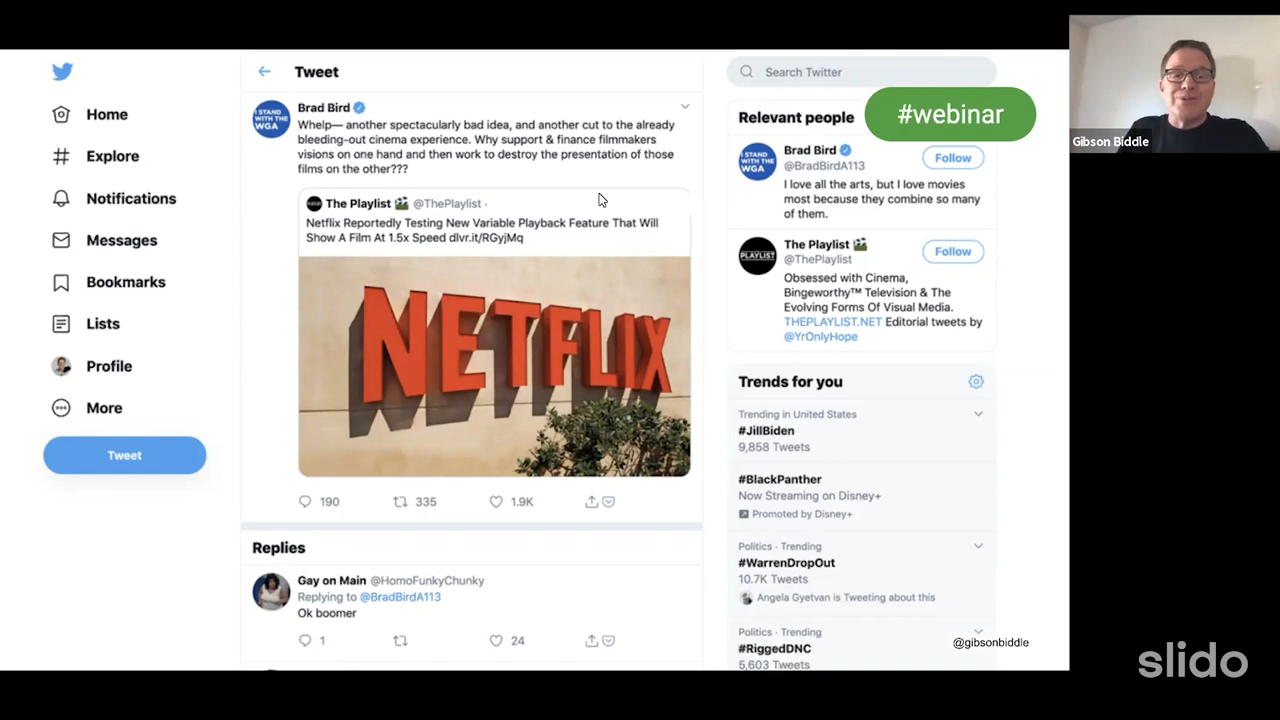 Home
Explore
Notifications
Messages
Bookmarks
Lists
Profile
More
Tweet
Tweet
Brad Bird
I STAND
WITH THE
WGA
Whelp— another spectacularly bad idea, and another cut to the already
bleeding-out cinema experience. Why support & finance filmmakers
visions on one hand and then work to destroy the presentation of those
films on the other???
The Playlist @ThePlaylist ·
Netflix Reportedly Testing New Variable Playback Feature That Will
Show A Film At 1.5x Speed dlvr.it/RGyjMq
NETFLIX
190 335 1.9K
Replies
Gay on Main @HomoFunkyChunky
Replying to @BradBirdA113
Ok boomer
1 24
Search Twitter
Relevant people
#webinar
I STAND
WITH THE
WGA
Brad Bird
@BradBirdA113
Follow
I love all the arts, but I love movies
most because they combine so many
of them.
PLAYLIST
The Playlist
@ThePlaylist
Follow
Obsessed with Cinema,
Bingeworthy™ Television & The
Evolving Forms Of Visual Media.
THEPLAYLIST.NET Editorial tweets by
@YrOnlyHope
Trends for you
Trending in United States
#JillBiden
9,858 Tweets
#BlackPanther
Now Streaming on Disney+
Promoted by Disney+
Politics · Trending
#WarrenDropOut
10.7K Tweets
Angela Gyetvan is Tweeting about this
Politics · Trending
#RiggedDNC
5,603 Tweets
@gibsonbiddle
Gibson Biddle
slido